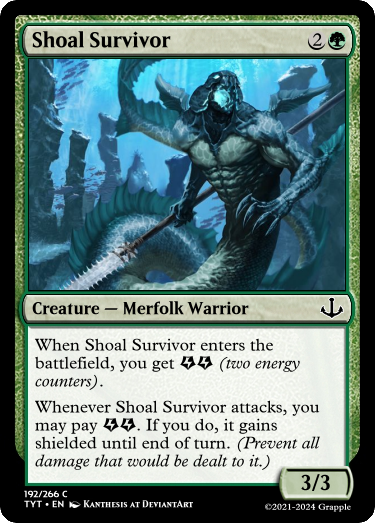 Shoal Survivor 2
Creature — Merfolk Warrior
When Shoal Survivor enters the
battlefield, you get (two energy
counters).
Whenever Shoal Survivor attacks, you
may pay . If you do, it gains
shielded until end of turn. (Prevent all
damage that would be dealt to it.)
3/3
192/266 C
TYT • EN Kanthesis at DeviantArt
©2021-2024 Grapple